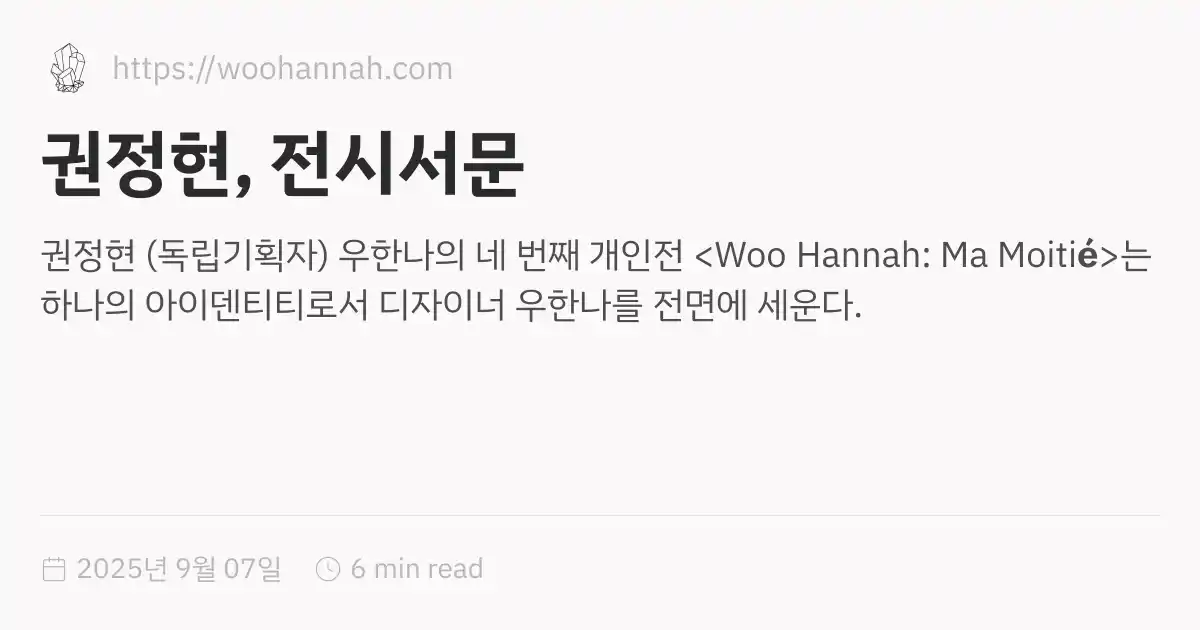 https://woohannah.com
권정현, 전시서문
권정현 (독립기획자) 우한나의 네 번째 개인전 <Woo Hannah: Ma Moitié>는
하나의 아이덴티티로서 디자이너 우한나를 전면에 세운다.
2025년 9월 07일 6 min read